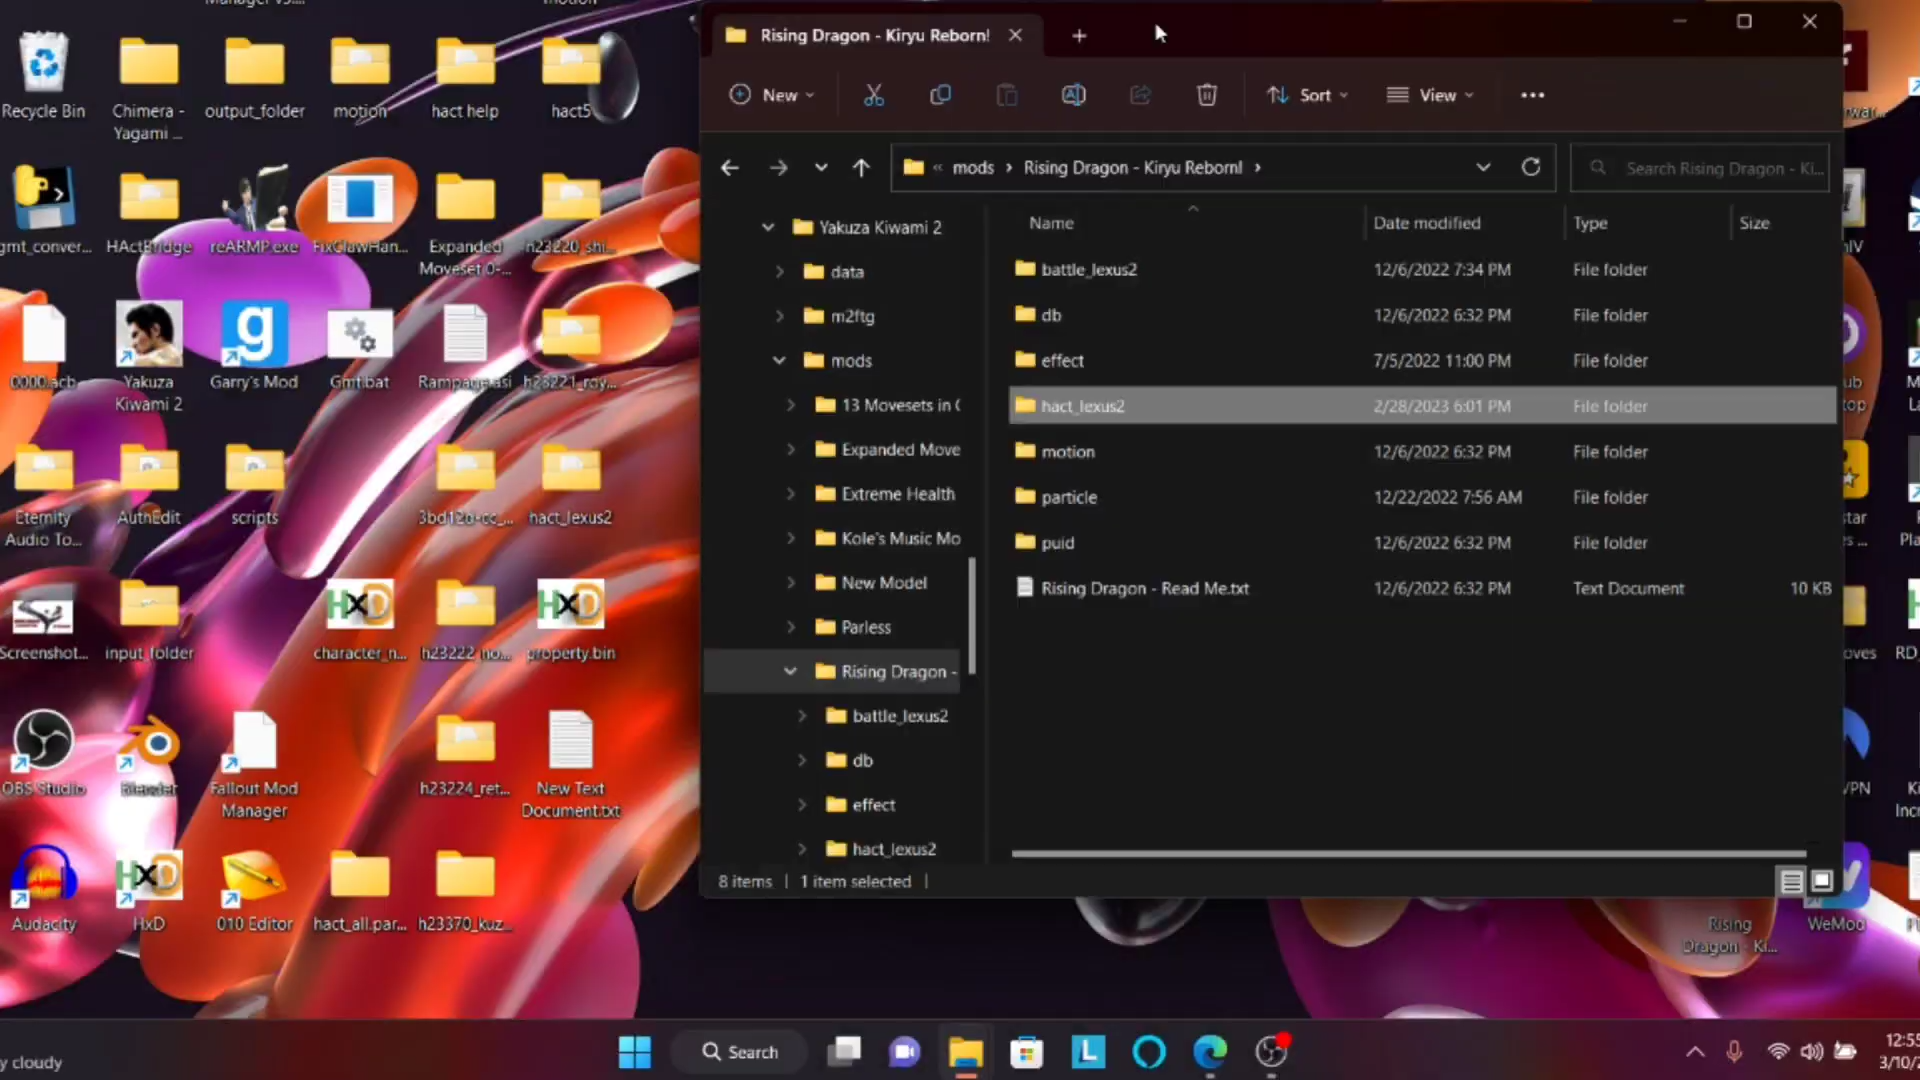 Manager v3....
motion
Recycle Bin
Chimera -
Yagami ...
output_folder
motion
hact help
hact5
gmt_conver...
HActBridge
reARMP.exe
FixClawHan...
Expanded
Moveset 0-...
h23220_shi...
0000.acb
Yakuza
Kiwami 2
Garry's Mod
Gmt.bat
Rampage.asi
h23221_roy...
Eternity
Audio To...
AuthEdit
scripts
3bd12b-cc_...
hact_lexus2
Screenshot...
input_folder
HxD
character_n...
h23222_no...
HxD
property.bin
OBS Studio
Blender
Fallout Mod
Manager
h23224_ret...
New Text
Document.txt
Audacity
HxD
HxD
010 Editor
hact_all.par...
h23370_kuz...
Rising Dragon - Kiryu Reborn!
New
Sort
View
« mods > Rising Dragon - Kiryu Reborn! >
Search Rising Dragon - Ki...
Yakuza Kiwami 2
data
m2ftg
mods
13 Movesets in
Expanded Move
Extreme Health
Kole's Music Mo
New Model
Parless
Rising Dragon -
battle_lexus2
db
effect
hact_lexus2
Name Date modified Type Size
battle_lexus2 12/6/2022 7:34 PM File folder
db 12/6/2022 6:32 PM File folder
effect 7/5/2022 11:00 PM File folder
hact_lexus2 2/28/2023 6:01 PM File folder
motion 12/6/2022 6:32 PM File folder
particle 12/22/2022 7:56 AM File folder
puid 12/6/2022 6:32 PM File folder
Rising Dragon - Read Me.txt 12/6/2022 6:32 PM Text Document 10 KB
8 items | 1 item selected |
Rising
Dragon - Ki...
WeMod
VPN
y cloudy
Search
12:55
3/10/